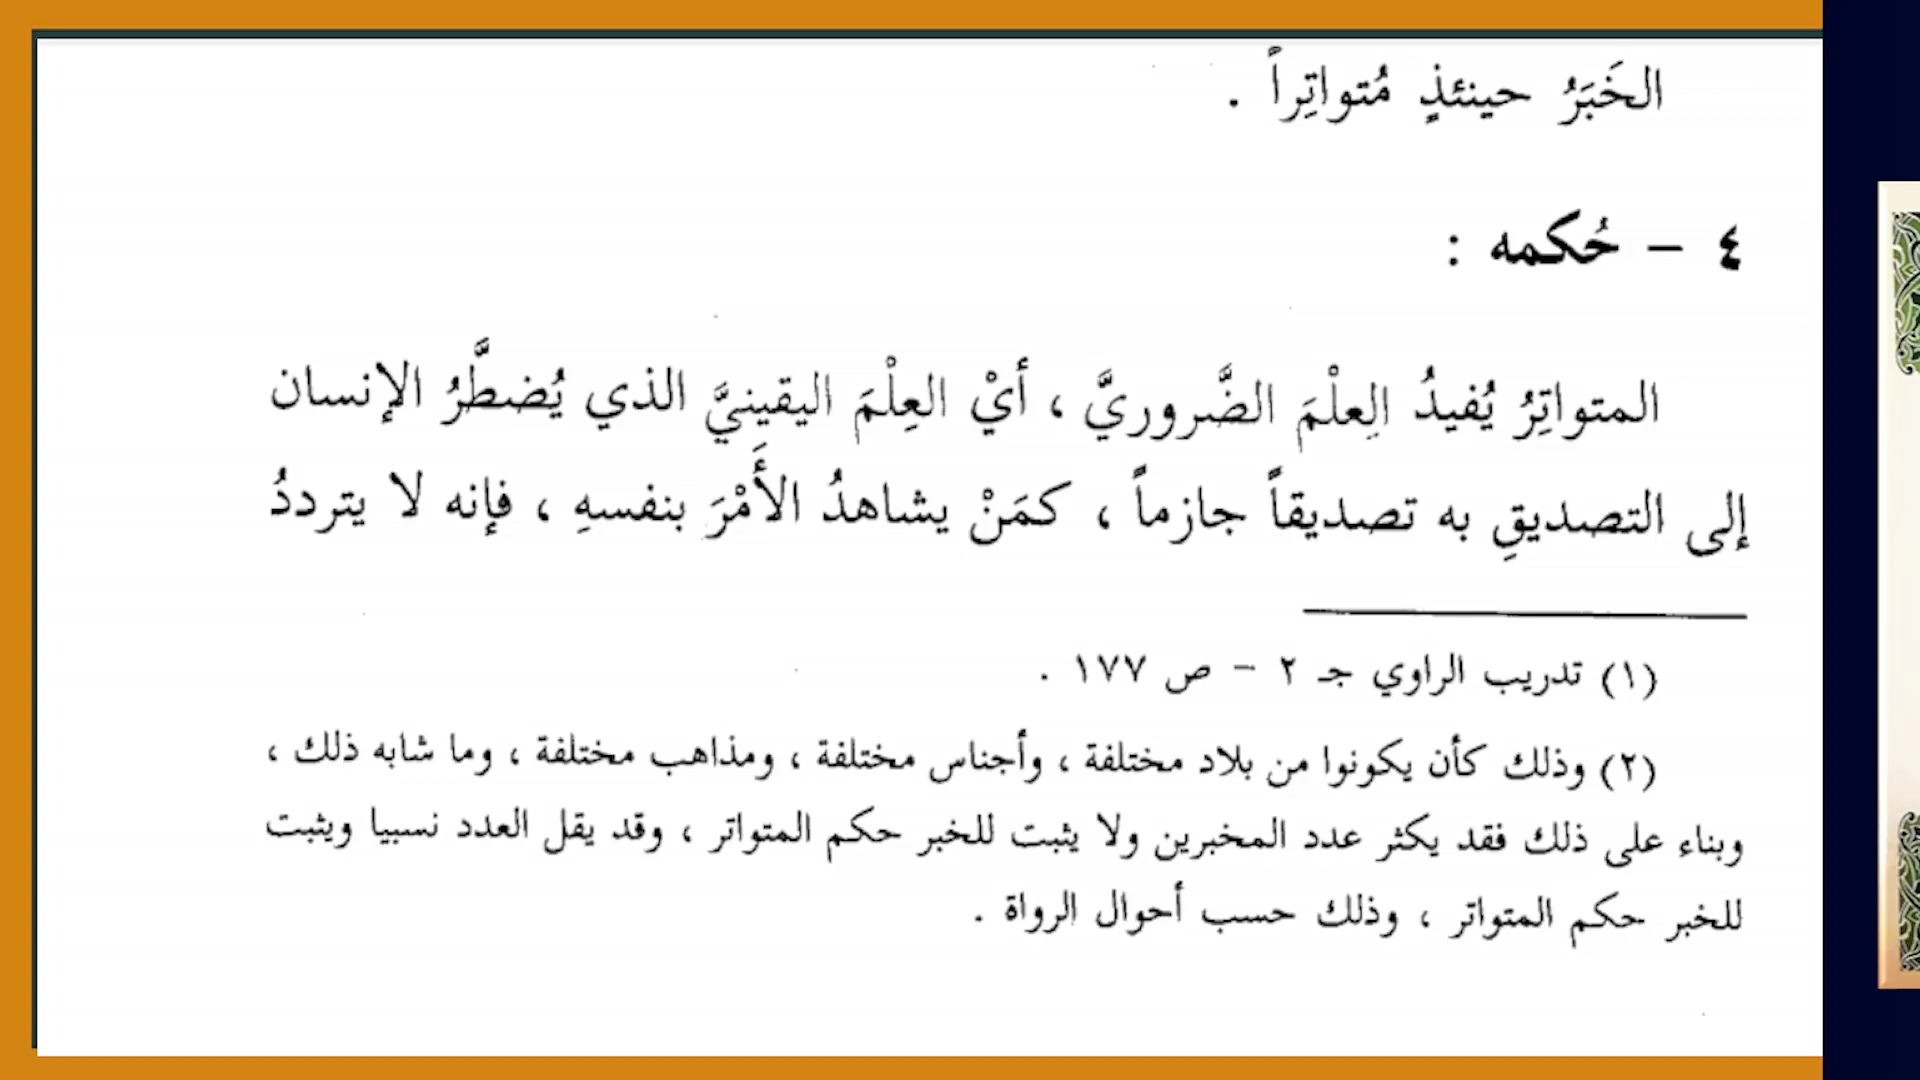 الخَبَرُ حينئذٍ مُتواتِراً .
٤ – حُكمه :
المتواتِرُ يُفيدُ العِلْمَ الضَّروريَّ ، أيْ العِلْمَ اليقينيَّ الذي يُضطَّرُ الإنسان
إلى التصديقِ به تصديقاً جازماً ، كمَنْ يشاهدُ الأَمْرَ بنفسهِ ، فإنه لا يترددُ
(١) تدريب الراوي جـ ٢ – ص ١٧٧ .
(٢) وذلك كأن يكونوا من بلاد مختلفة ، وأجناس مختلفة ، ومذاهب مختلفة ، وما شابه ذلك ،
وبناء على ذلك فقد يكثر عدد المخبرين ولا يثبت للخبر حكم المتواتر ، وقد يقل العدد نسبيا ويثبت
للخبر حكم المتواتر ، وذلك حسب أحوال الرواة .